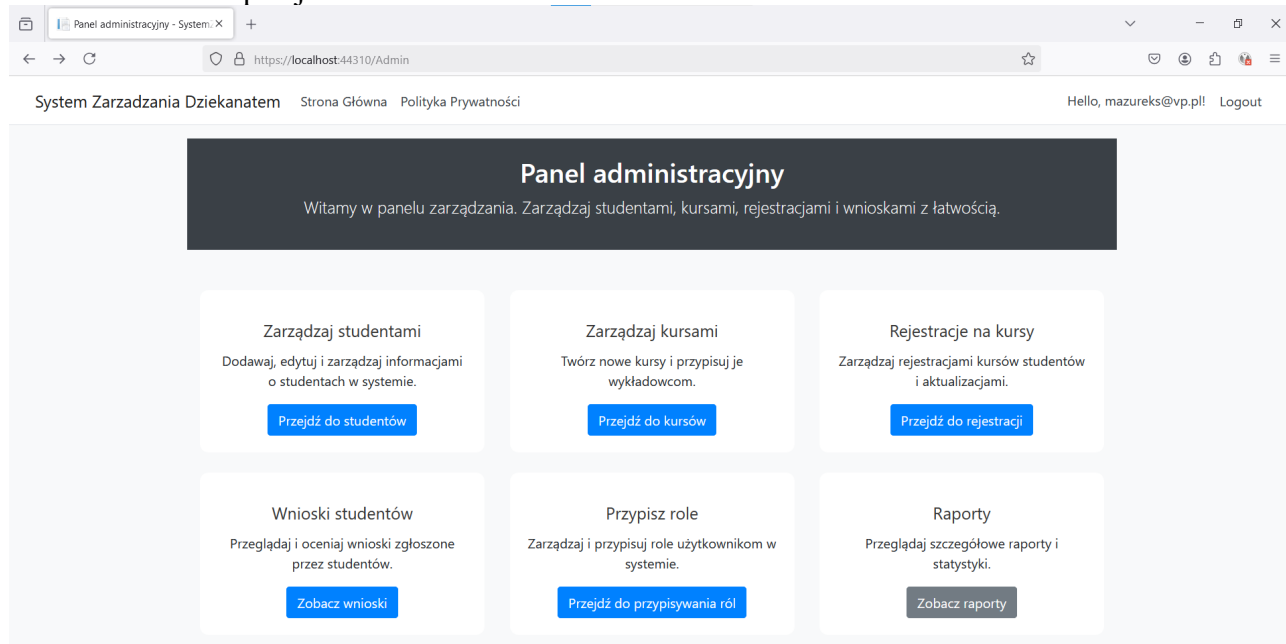 Panel administracyjny - System
https://localhost:44310/Admin
System Zarzadzania Dziekanatem Strona Główna Polityka Prywatności Hello, mazureks@vp.pl! Logout
Panel administracyjny
Witamy w panelu zarządzania. Zarządzaj studentami, kursami, rejestracjami i wnioskami z łatwością.
Zarządzaj studentami
Dodawaj, edytuj i zarządzaj informacjami
o studentach w systemie.
Przejdź do studentów
Zarządzaj kursami
Twórz nowe kursy i przypisuj je
wykładowcom.
Przejdź do kursów
Rejestracje na kursy
Zarządzaj rejestracjami kursów studentów
i aktualizacjami.
Przejdź do rejestracji
Wnioski studentów
Przeglądaj i oceniaj wnioski zgłoszone
przez studentów.
Zobacz wnioski
Przypisz role
Zarządzaj i przypisuj role użytkownikom w
systemie.
Przejdź do przypisywania ról
Raporty
Przeglądaj szczegółowe raporty i
statystyki.
Zobacz raporty